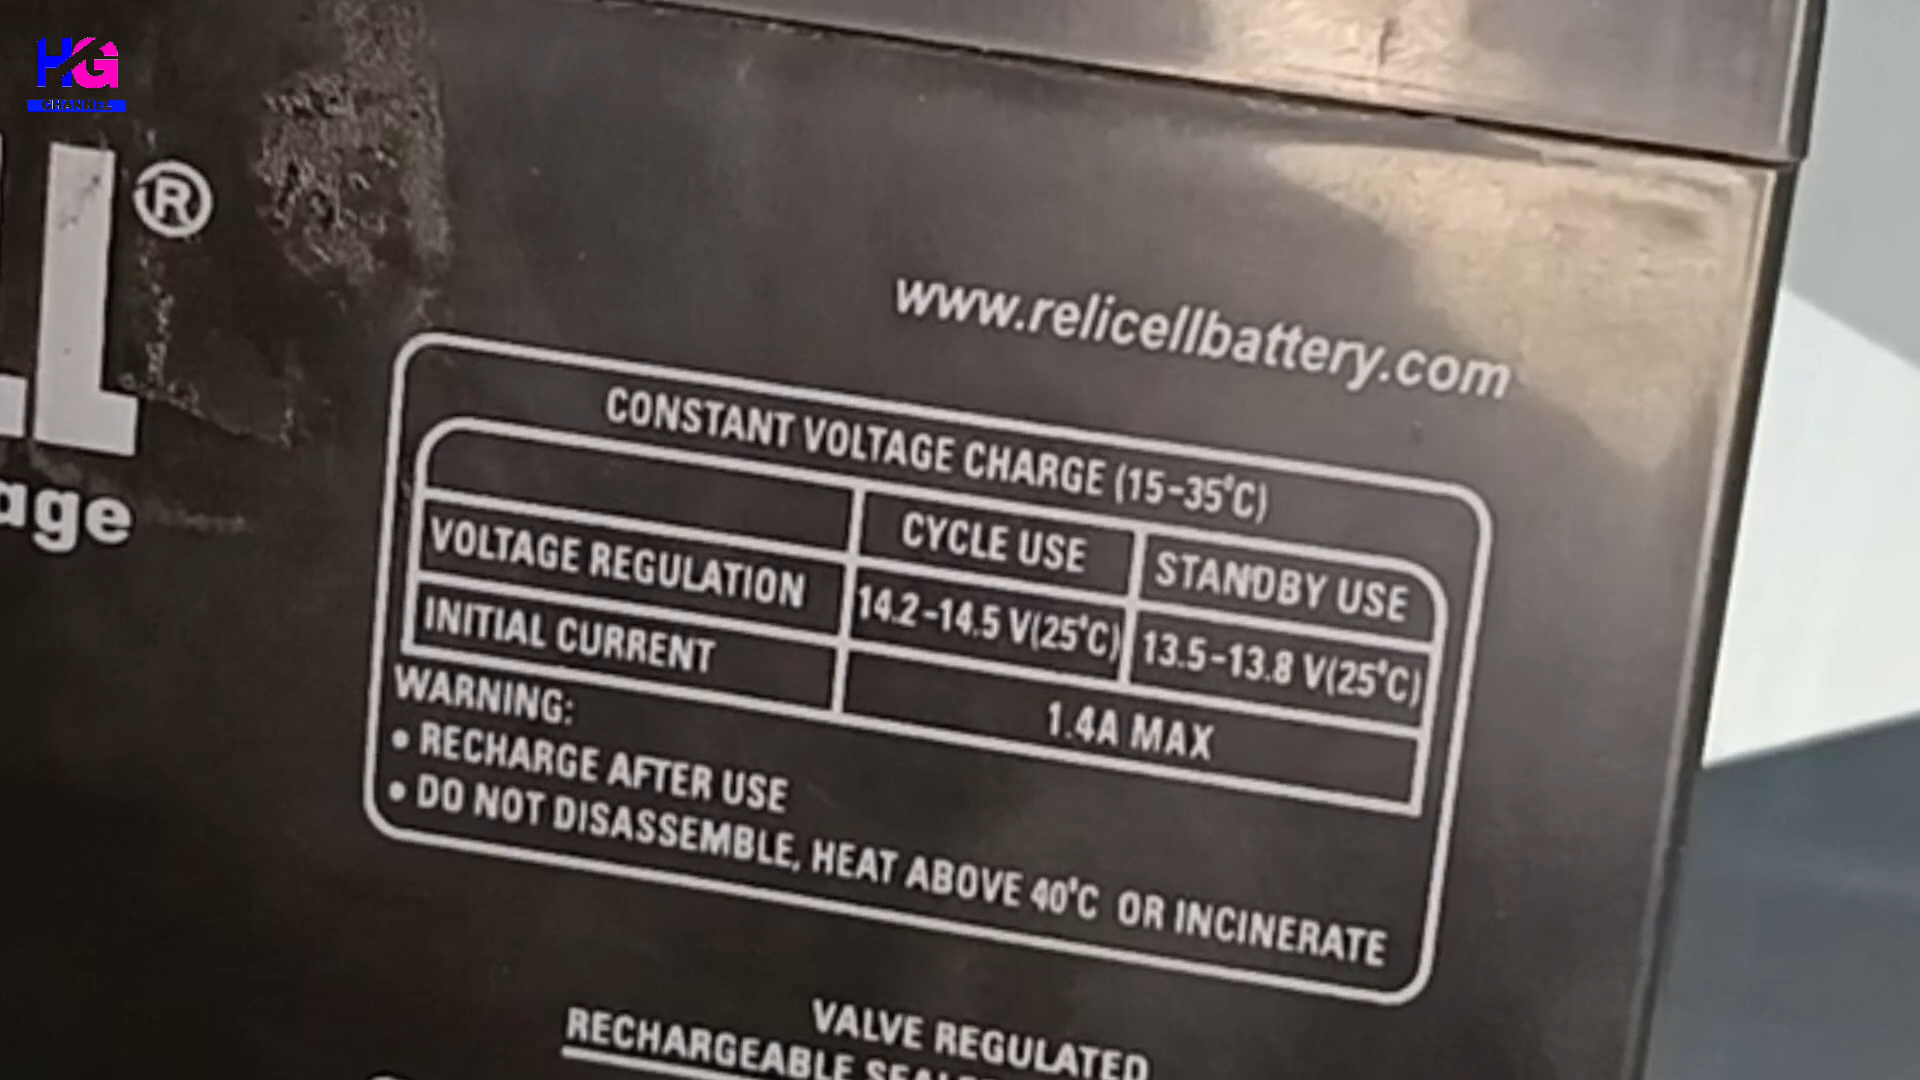 HG
CHANNEL
®
www.relicellbattery.com
CONSTANT VOLTAGE CHARGE (15-35°C)
CYCLE USE STANDBY USE
VOLTAGE REGULATION 14.2-14.5 V(25°C) 13.5-13.8 V(25°C)
INITIAL CURRENT 1.4A MAX
WARNING:
• RECHARGE AFTER USE
• DO NOT DISASSEMBLE, HEAT ABOVE 40°C OR INCINERATE
VALVE REGULATED
RECHARGEABLE